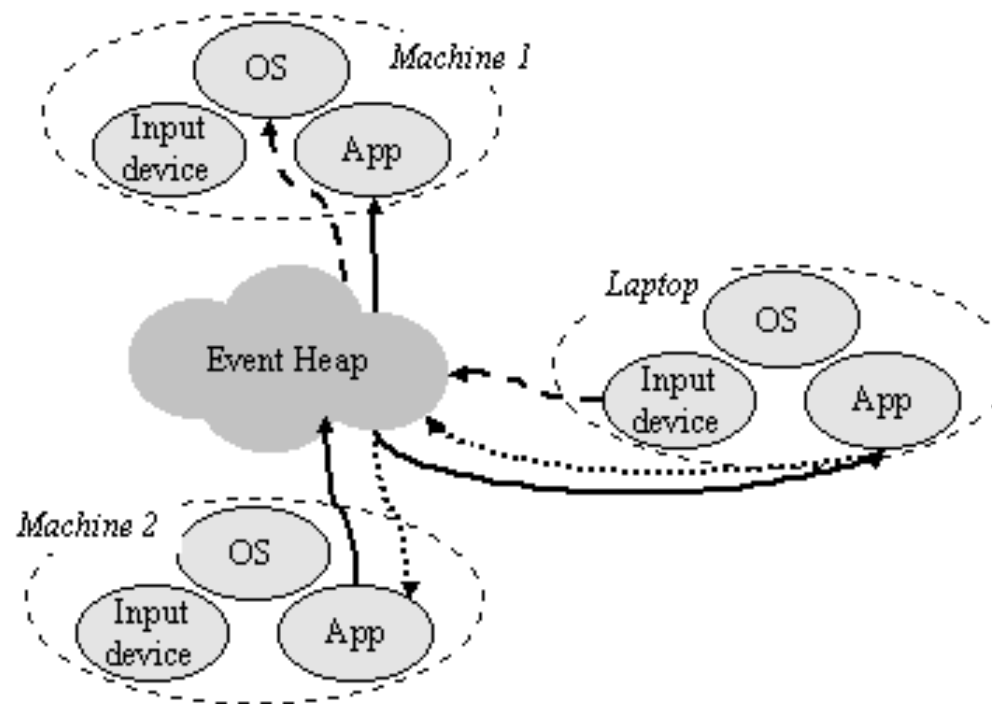 Machine 1
OS
Input
device
App
Event Heap
Laptop
OS
Input
device
App
Machine 2
OS
Input
device
App